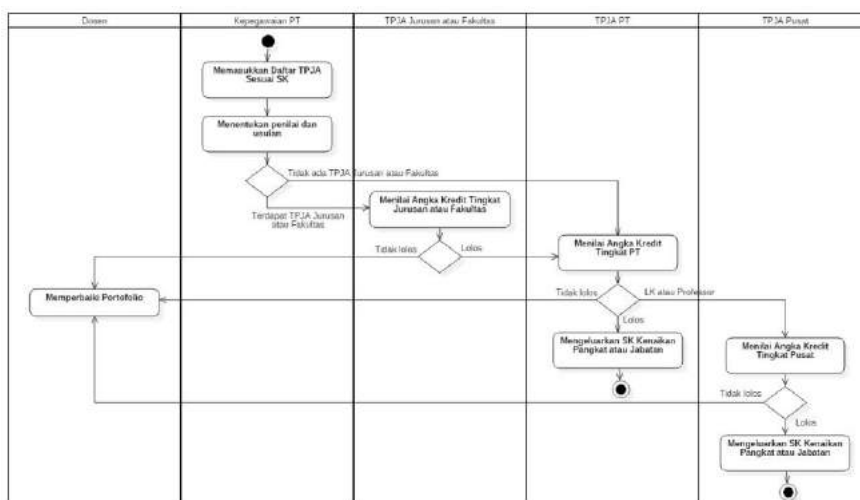 Dosen
Kepegawaian PT
TPJA Jurusan atau Fakultas
TPJA PT
TPJA Pusat
Memasukkan Daftar TPJA
Sesuai SK
Menentukan penilai dan
usulan
Tidak ada TPJA Jurusan atau Fakultas
Terdapat TPJA Jurusan
atau Fakultas
Menilai Angka Kredit Tingkat
Jurusan atau Fakultas
Tidak lolos
Lolos
Menilai Angka Kredit
Tingkat PT
Memperbaiki Portofolio
Tidak lolos
LK atau Professor
Lolos
Mengeluarkan SK Kenaikan
Pangkat atau Jabatan
Menilai Angka Kredit
Tingkat Pusat
Tidak lolos
Lolos
Mengeluarkan SK Kenaikan
Pangkat atau Jabatan